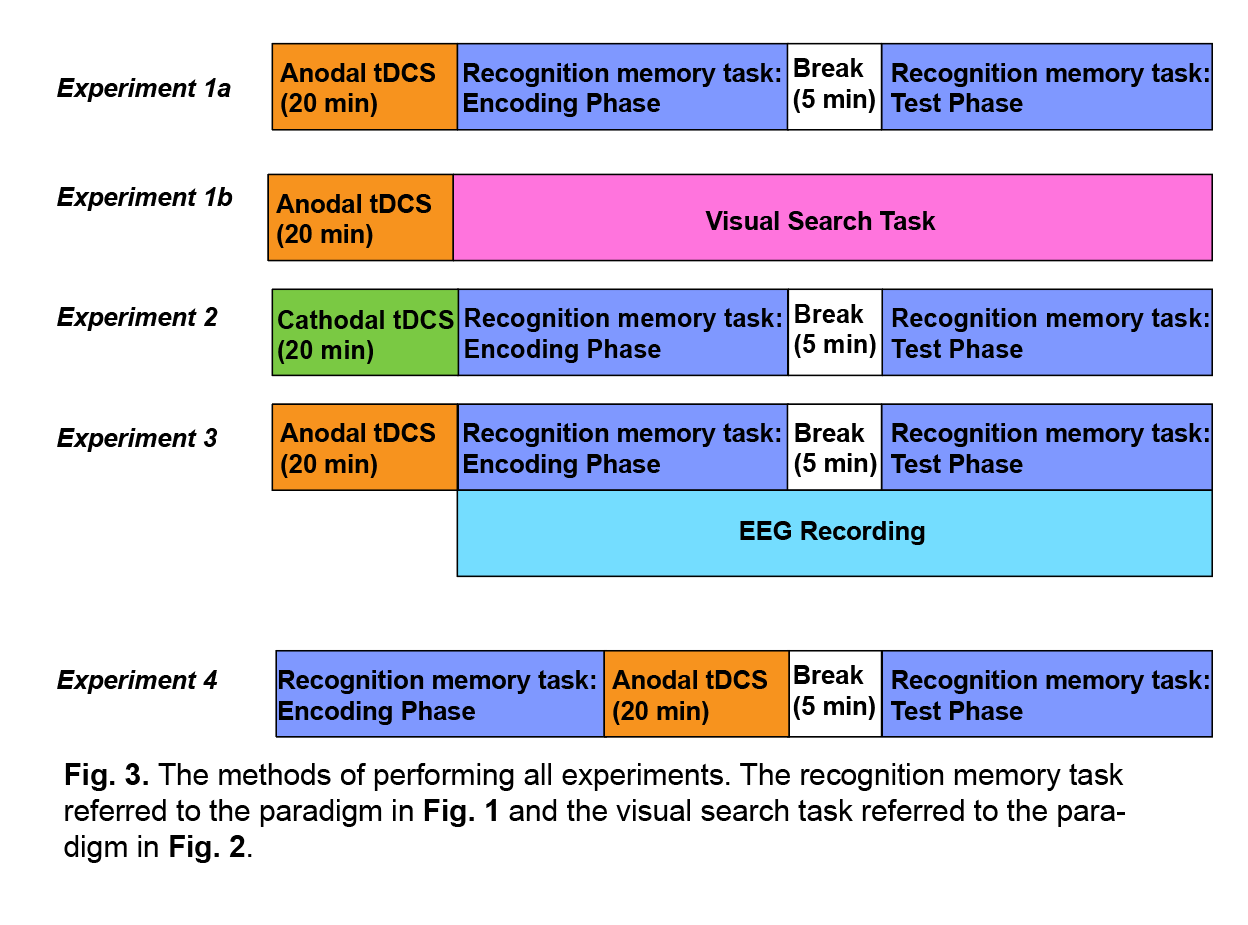 Experiment 1a
Anodal tDCS
(20 min)
Recognition memory task:
Encoding Phase
Break
(5 min)
Recognition memory task:
Test Phase
Experiment 1b
Anodal tDCS
(20 min)
Visual Search Task
Experiment 2
Cathodal tDCS
(20 min)
Recognition memory task:
Encoding Phase
Break
(5 min)
Recognition memory task:
Test Phase
Experiment 3
Anodal tDCS
(20 min)
Recognition memory task:
Encoding Phase
Break
(5 min)
Recognition memory task:
Test Phase
EEG Recording
Experiment 4
Recognition memory task:
Encoding Phase
Anodal tDCS
(20 min)
Break
(5 min)
Recognition memory task:
Test Phase
Fig. 3. The methods of performing all experiments. The recognition memory task
referred to the paradigm in Fig. 1 and the visual search task referred to the para-
digm in Fig. 2.